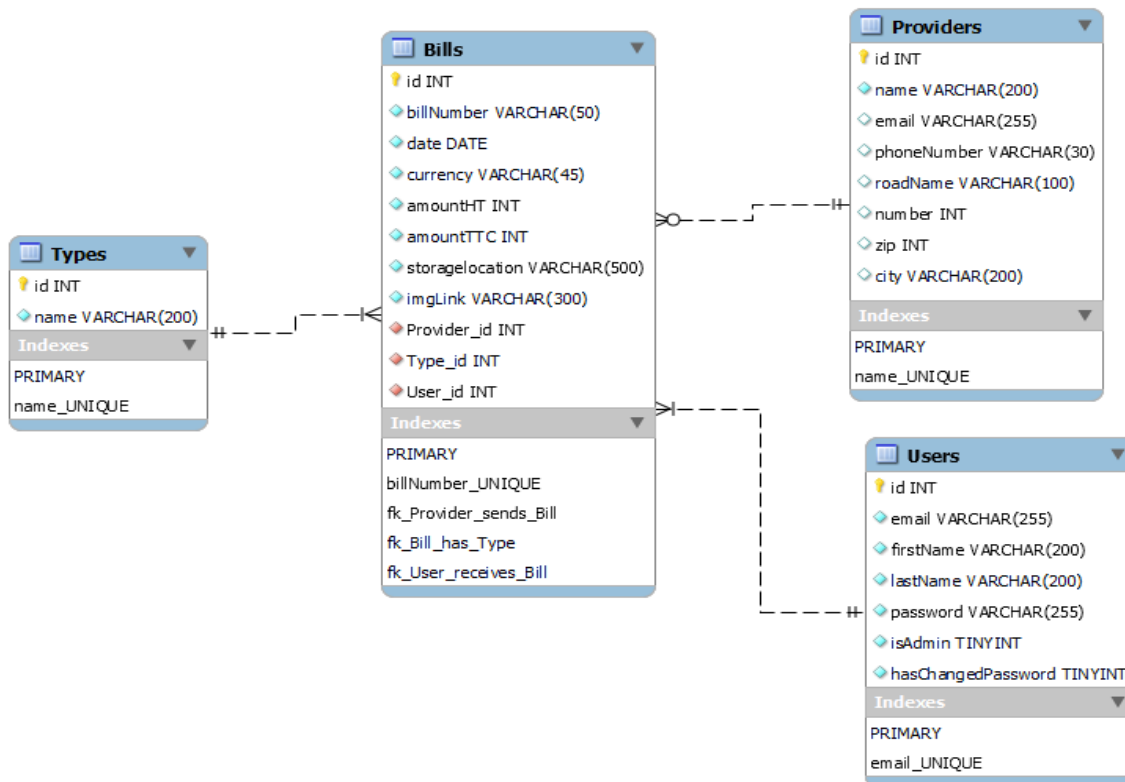 Types
id INT
name VARCHAR(200)
Indexes
PRIMARY
name_UNIQUE
Bills
id INT
billNumber VARCHAR(50)
date DATE
currency VARCHAR(45)
amountHT INT
amountTTC INT
storagelocation VARCHAR(500)
imgLink VARCHAR(300)
Provider_id INT
Type_id INT
User_id INT
Indexes
PRIMARY
billNumber_UNIQUE
fk_Provider_sends_Bill
fk_Bill_has_Type
fk_User_receives_Bill
Providers
id INT
name VARCHAR(200)
email VARCHAR(255)
phoneNumber VARCHAR(30)
roadName VARCHAR(100)
number INT
zip INT
city VARCHAR(200)
Indexes
PRIMARY
name_UNIQUE
Users
id INT
email VARCHAR(255)
firstName VARCHAR(200)
lastName VARCHAR(200)
password VARCHAR(255)
isAdmin TINYINT
hasChangedPassword TINYINT
Indexes
PRIMARY
email_UNIQUE